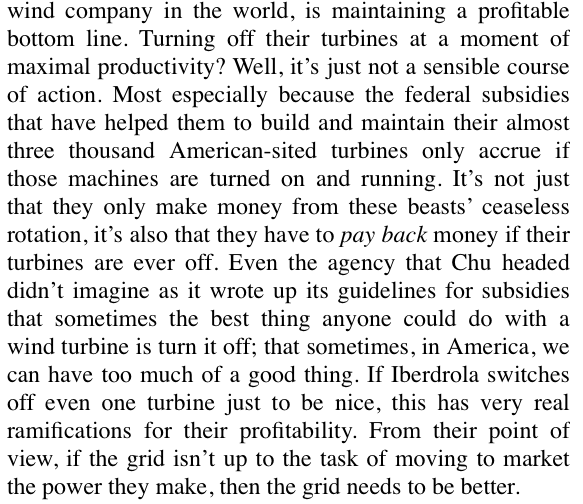 wind company in the world, is maintaining a profitable
bottom line. Turning off their turbines at a moment of
maximal productivity? Well, it’s just not a sensible course
of action. Most especially because the federal subsidies
that have helped them to build and maintain their almost
three thousand American-sited turbines only accrue if
those machines are turned on and running. It’s not just
that they only make money from these beasts’ ceaseless
rotation, it’s also that they have to pay back money if their
turbines are ever off. Even the agency that Chu headed
didn’t imagine as it wrote up its guidelines for subsidies
that sometimes the best thing anyone could do with a
wind turbine is turn it off; that sometimes, in America, we
can have too much of a good thing. If Iberdrola switches
off even one turbine just to be nice, this has very real
ramifications for their profitability. From their point of
view, if the grid isn’t up to the task of moving to market
the power they make, then the grid needs to be better.